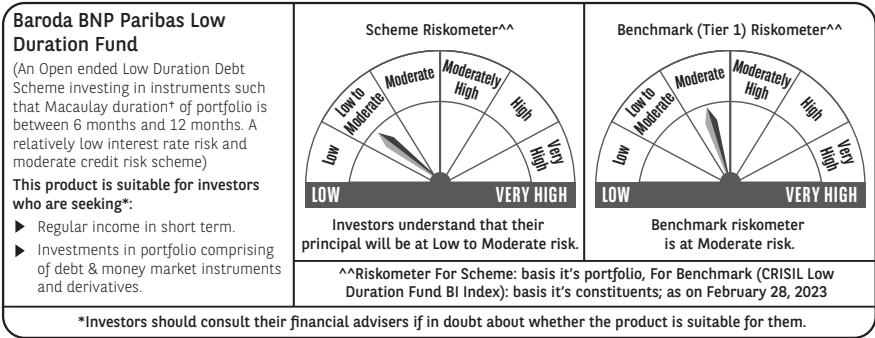 Baroda BNP Paribas Low
Duration Fund
(An Open ended Low Duration Debt
Scheme investing in instruments such
that Macaulay duration† of portfolio is
between 6 months and 12 months. A
relatively low interest rate risk and
moderate credit risk scheme)
This product is suitable for investors
who are seeking*:
▶ Regular income in short term.
▶ Investments in portfolio comprising
of debt & money market instruments
and derivatives.
Scheme Riskometer^^
Low
Low to
Moderate
Moderate
Moderately
High
High
Very
High
LOW
VERY HIGH
Investors understand that their
principal will be at Low to Moderate risk.
Benchmark (Tier 1) Riskometer^^
Low
Low to
Moderate
Moderate
Moderately
High
High
Very
High
LOW
VERY HIGH
Benchmark riskometer
is at Moderate risk.
^^Riskometer For Scheme: basis it's portfolio, For Benchmark (CRISIL Low
Duration Fund BI Index): basis it's constituents; as on February 28, 2023
*Investors should consult their financial advisers if in doubt about whether the product is suitable for them.